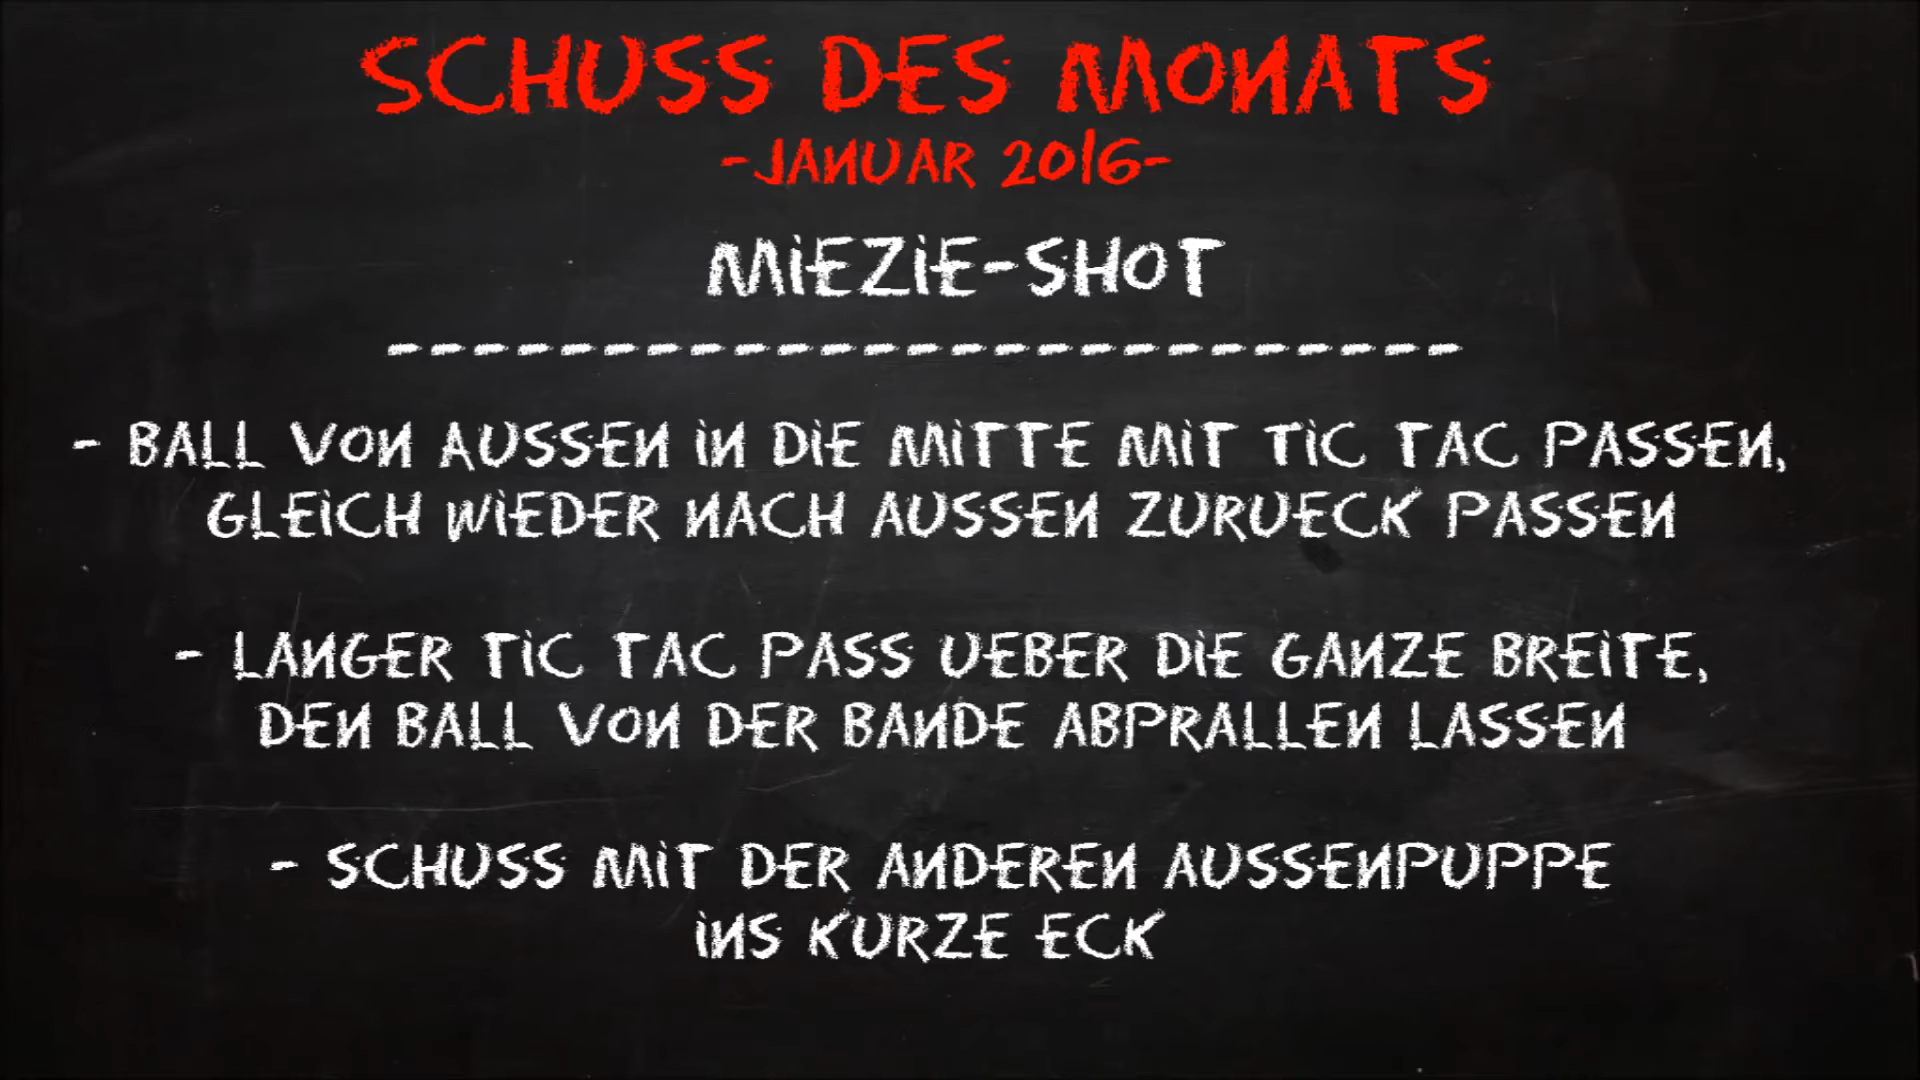 SCHUSS DES MONATS
-JANUAR 2016-
MiEZiE-SHOT
-------------------------
- BALL VON AUSSEN iN DiE MiTTE MiT TiC TAC PASSEN,
GLEiCH WiEDER NACH AUSSEN ZURUECK PASSEN
- LANGER TiC TAC PASS UEBER DiE GANZE BREiTE,
DEN BALL VON DER BANDE ABPRALLEN LASSEN
- SCHUSS MiT DER ANDEREN AUSSENPUPPE
iNS KURZE ECK